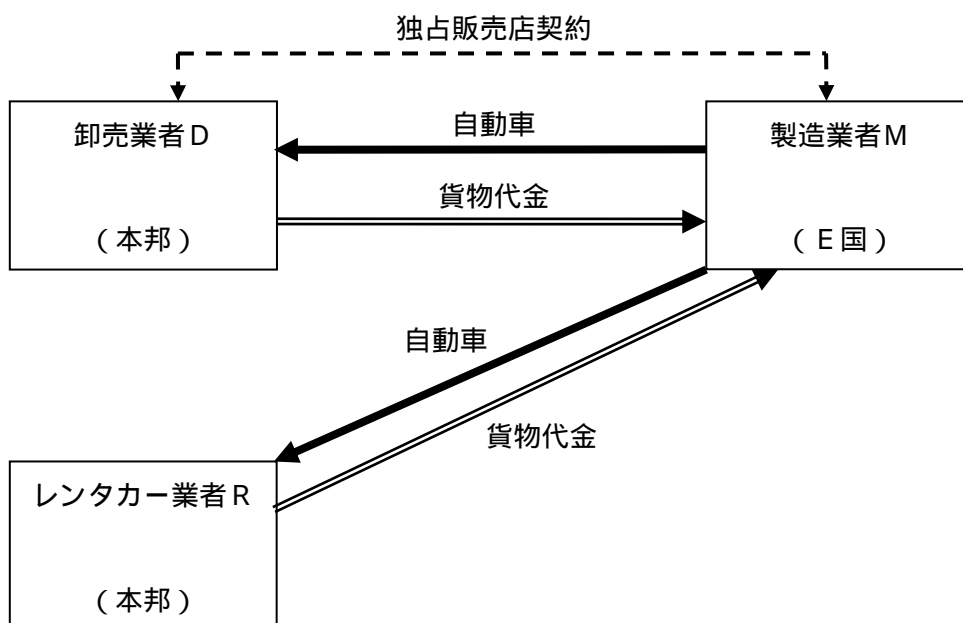 独占販売店契約
卸売業者D
自動車
製造業者M
貨物代金
(本邦)
(E国)
自動車
貨物代金
レンタカー業者R
(本邦)